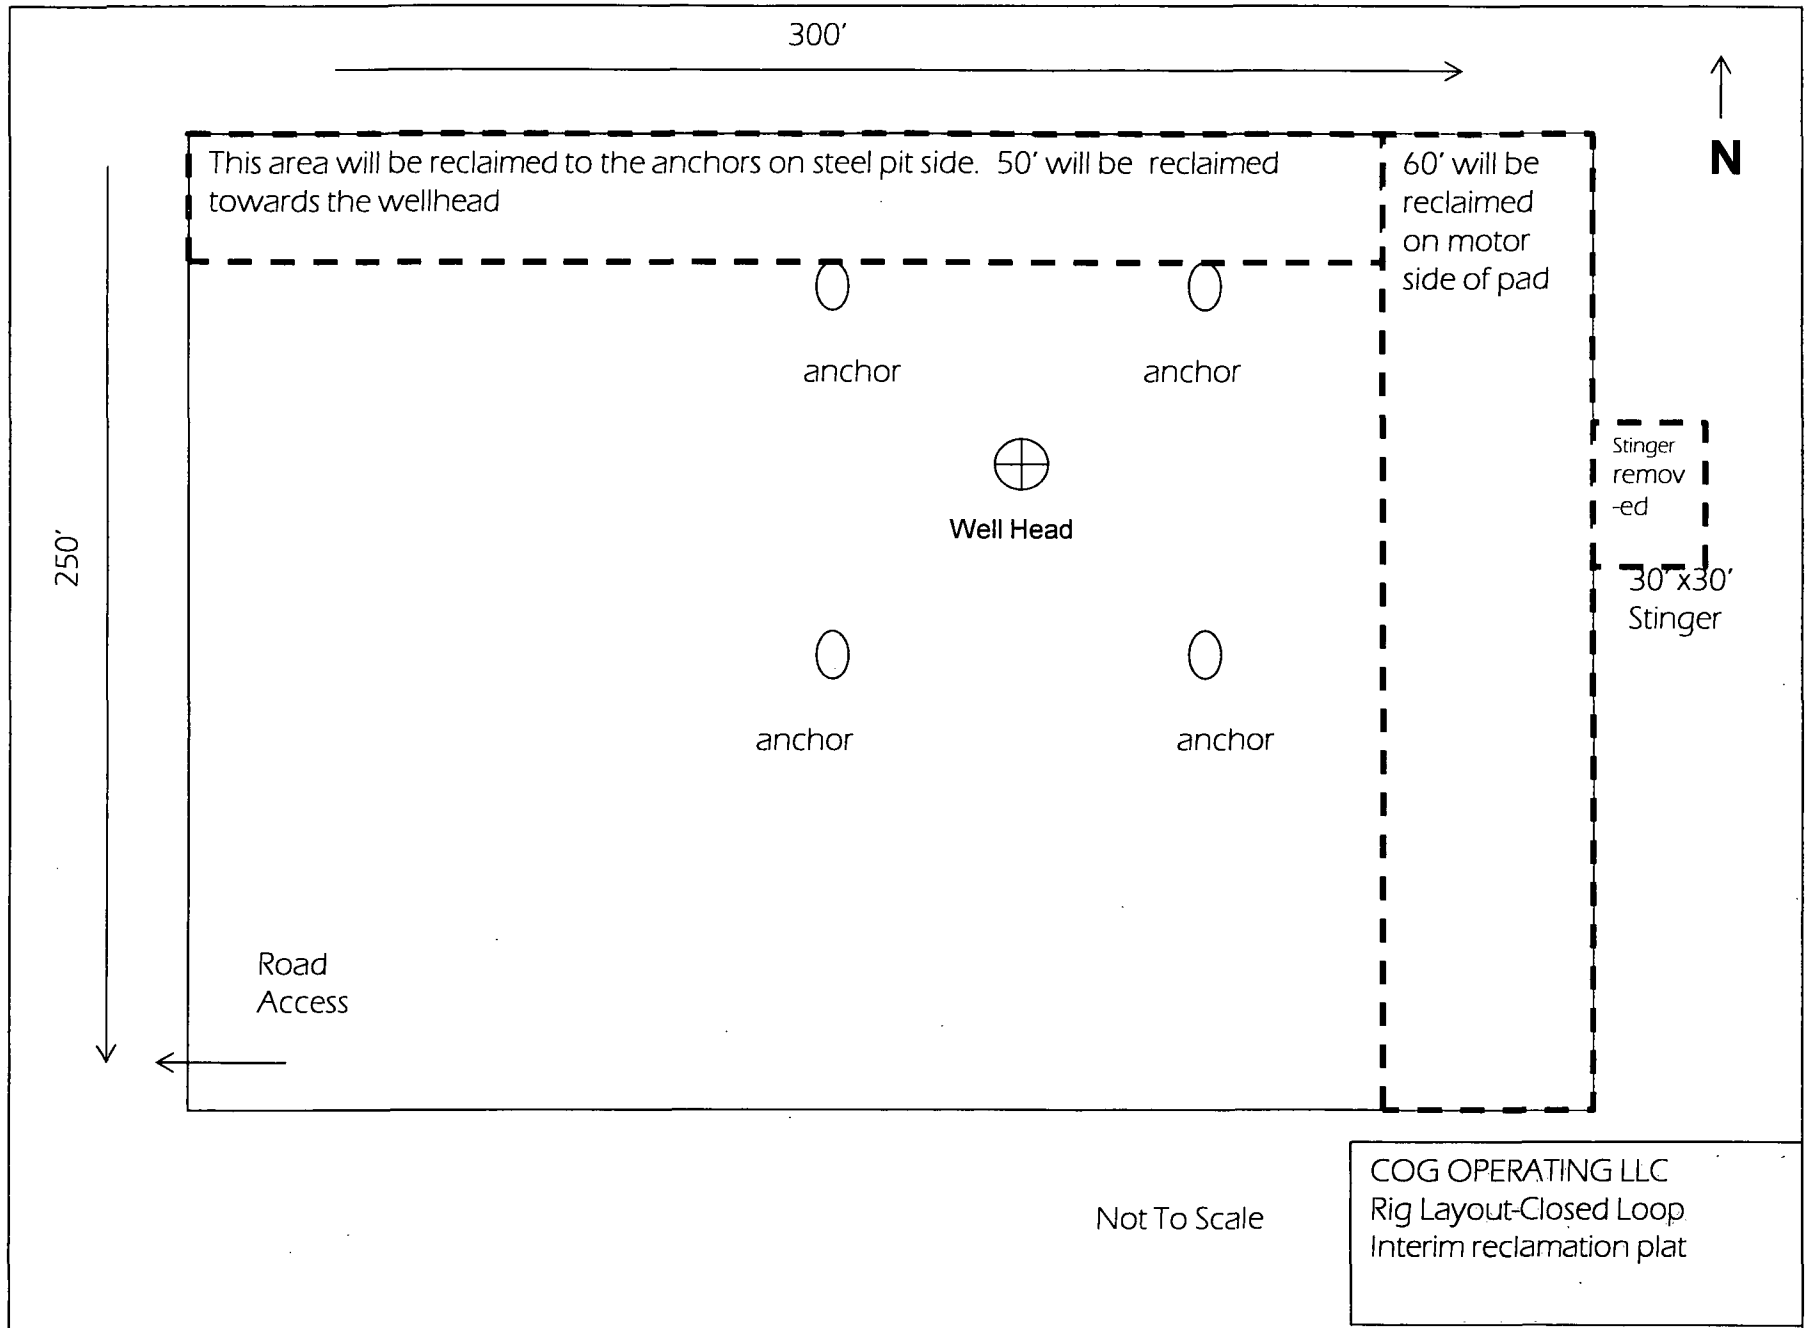 300'
N
This area will be reclaimed to the anchors on steel pit side. 50' will be reclaimed
towards the wellhead
60' will be
reclaimed
on motor
side of pad
anchor
anchor
Stinger
remov
-ed
Well Head
250'
30' x30'
Stinger
anchor
anchor
Road
Access
Not To Scale
COG OPERATING LLC
Rig Layout-Closed Loop
Interim reclamation plat